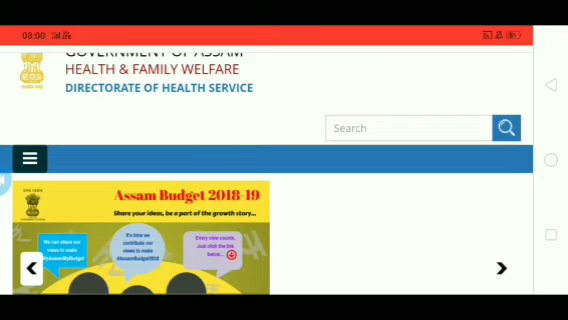 08:00
GOVERNMENT OF ASSAM
HEALTH & FAMILY WELFARE
DIRECTORATE OF HEALTH SERVICE
Search
Assam Budget 2018-19
Share your ideas, be a part of the growth story...
We can share our
views to make
#AssamMyBudget
It's time we
contribute our
views to make
#AssamBudget2018
Every view counts.
Just click the link
below...